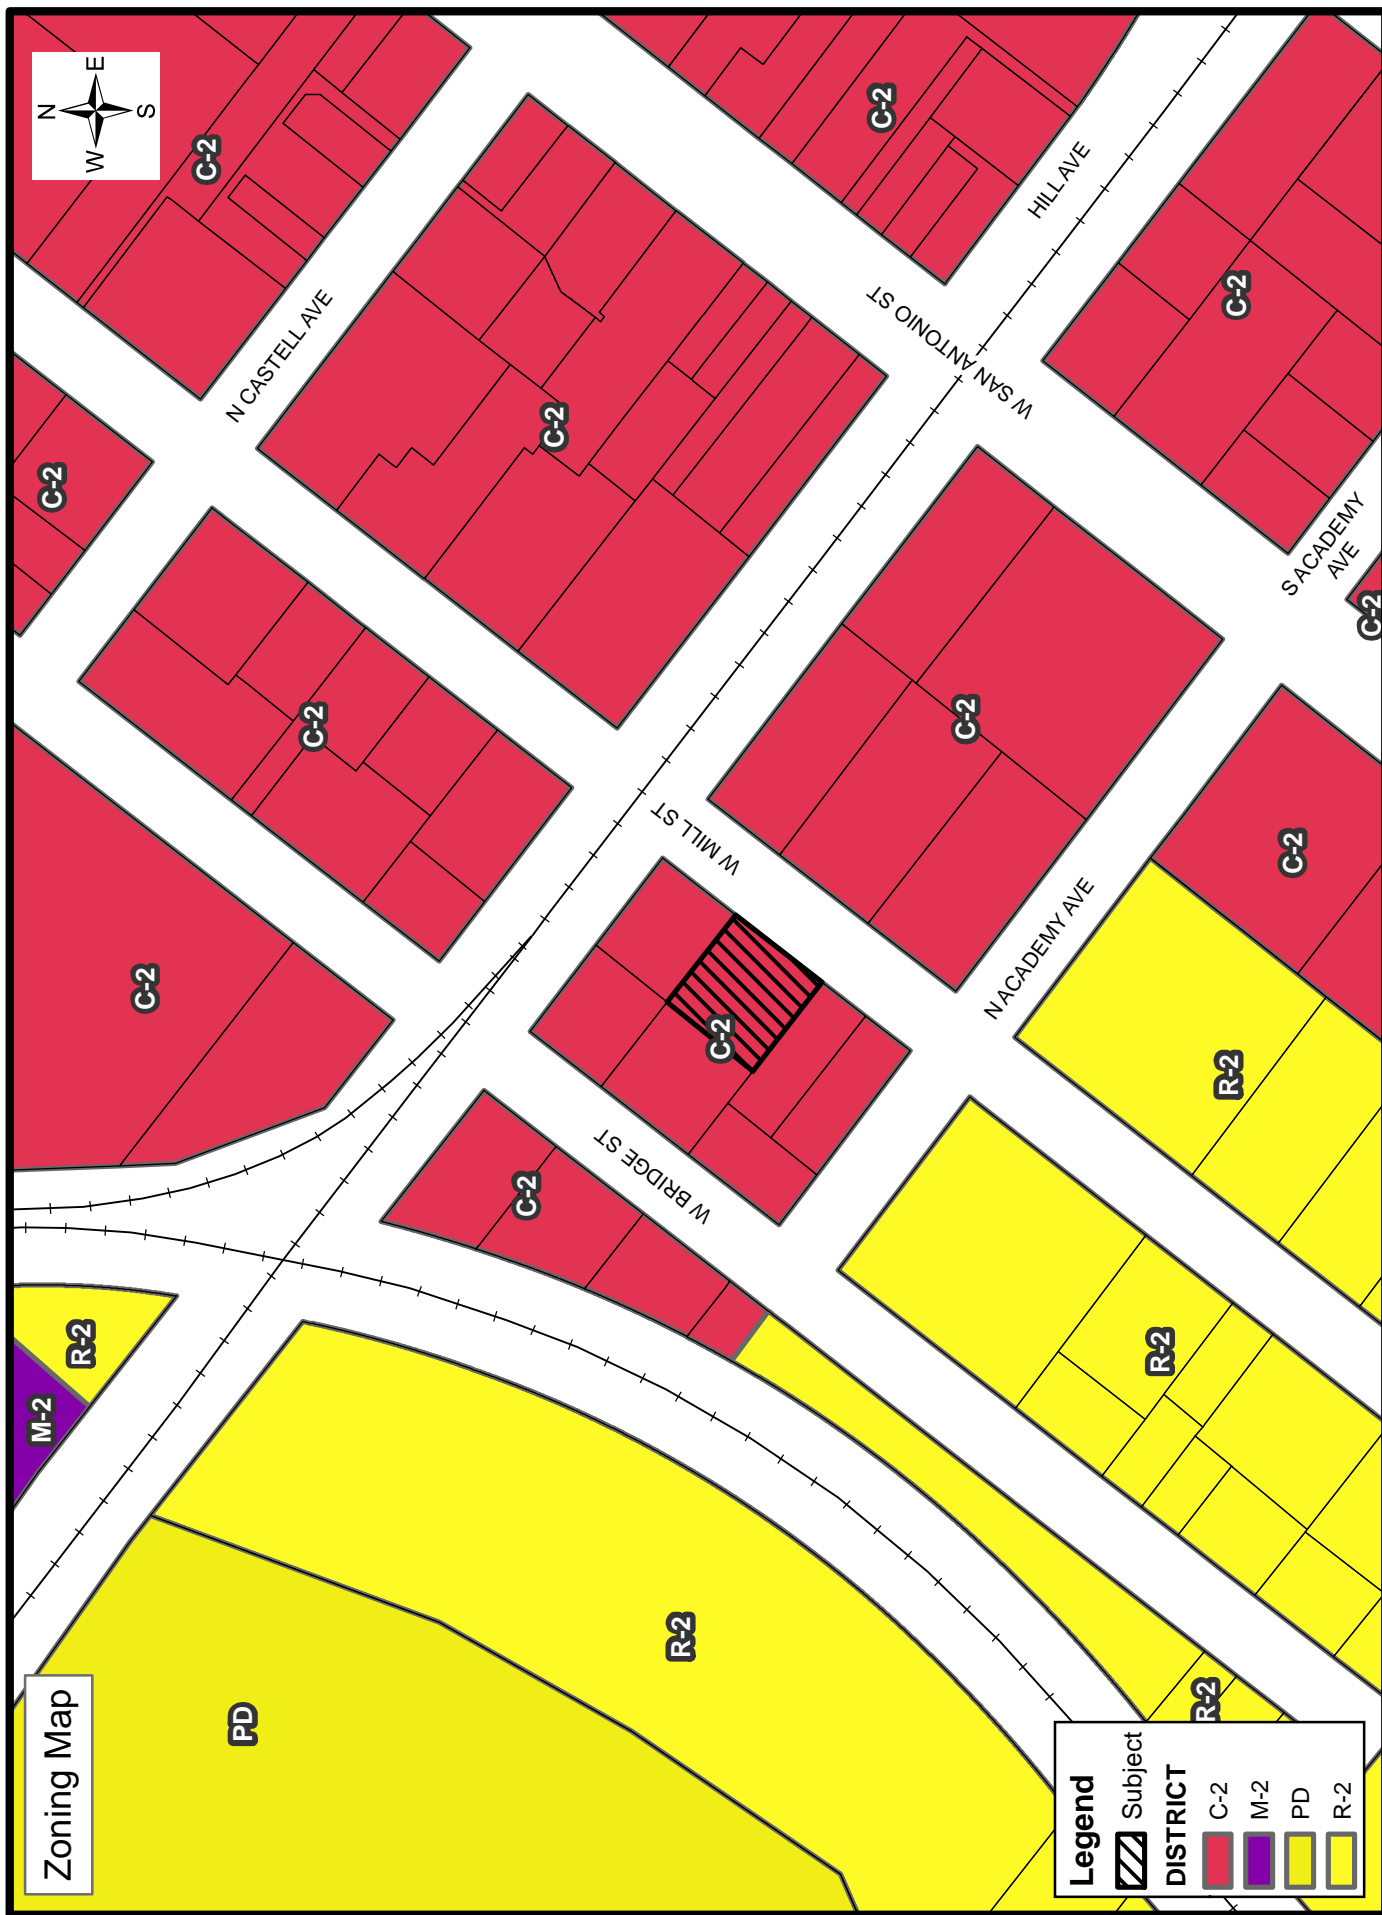 Zoning Map
N
W
E
S
PD
M-2
R-2
R-2
C-2
C-2
C-2
C-2
C-2
C-2
C-2
C-2
C-2
C-2
C-2
C-2
C-2
R-2
R-2
R-2
N CASTELL AVE
HILL AVE
W SAN ANTONIO ST
W MILL ST
W BRIDGE ST
N ACADEMY AVE
S ACADEMY
AVE
Legend
Subject
DISTRICT
C-2
M-2
PD
R-2